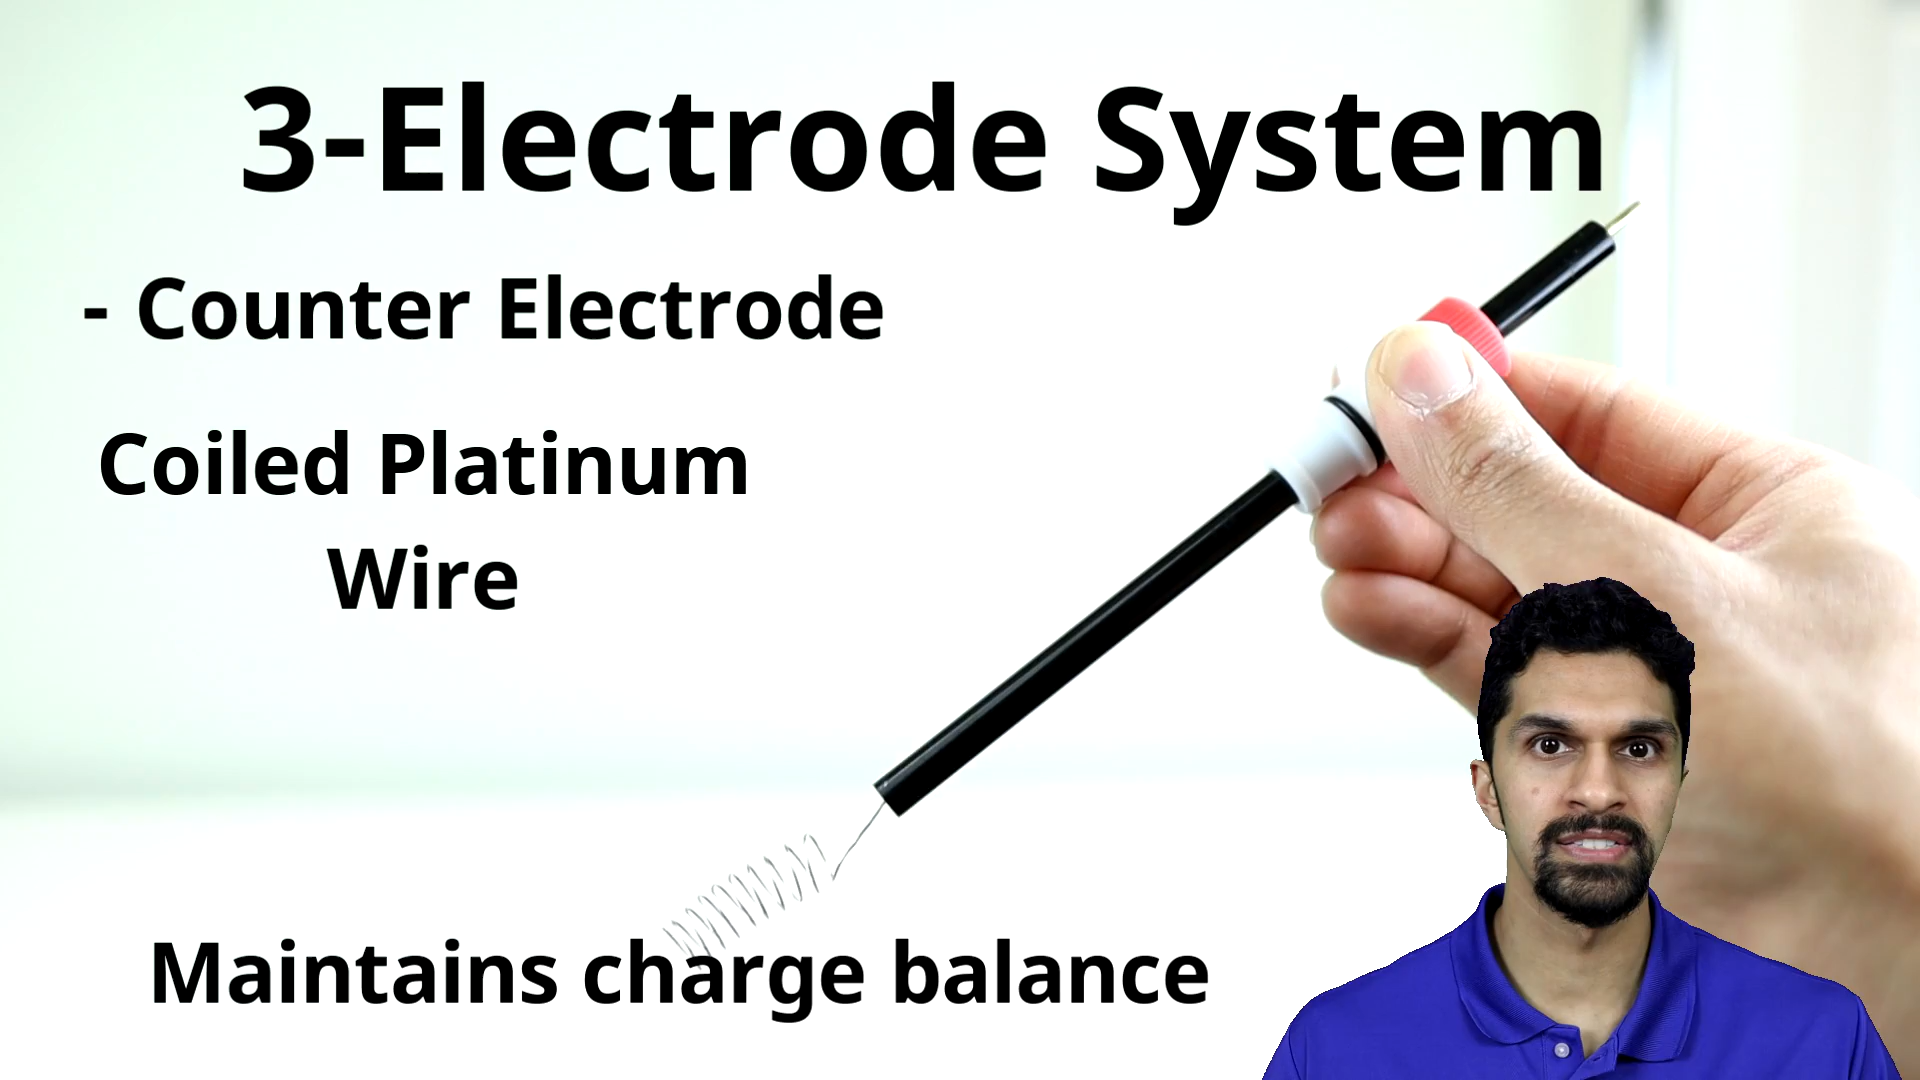 3-Electrode System
- Counter Electrode
Coiled Platinum
Wire
Maintains charge balance